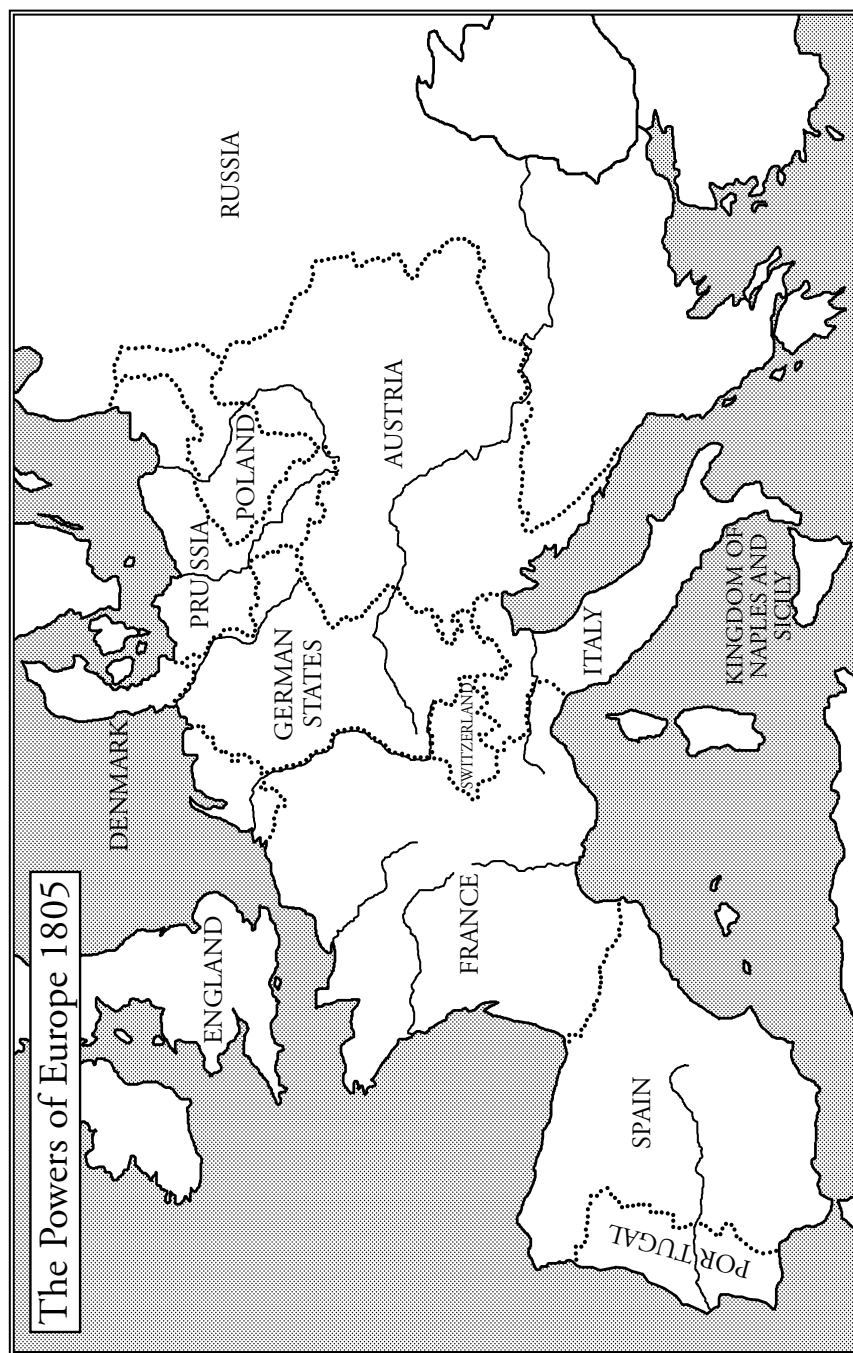 The Powers of Europe 1805
RUSSIA
DENMARK
PRUSSIA
POLAND
ENGLAND
GERMAN
STATES
AUSTRIA
SWITZERLAND
FRANCE
ITALY
SPAIN
PORTUGAL
KINGDOM OF
NAPLES AND
SICILY